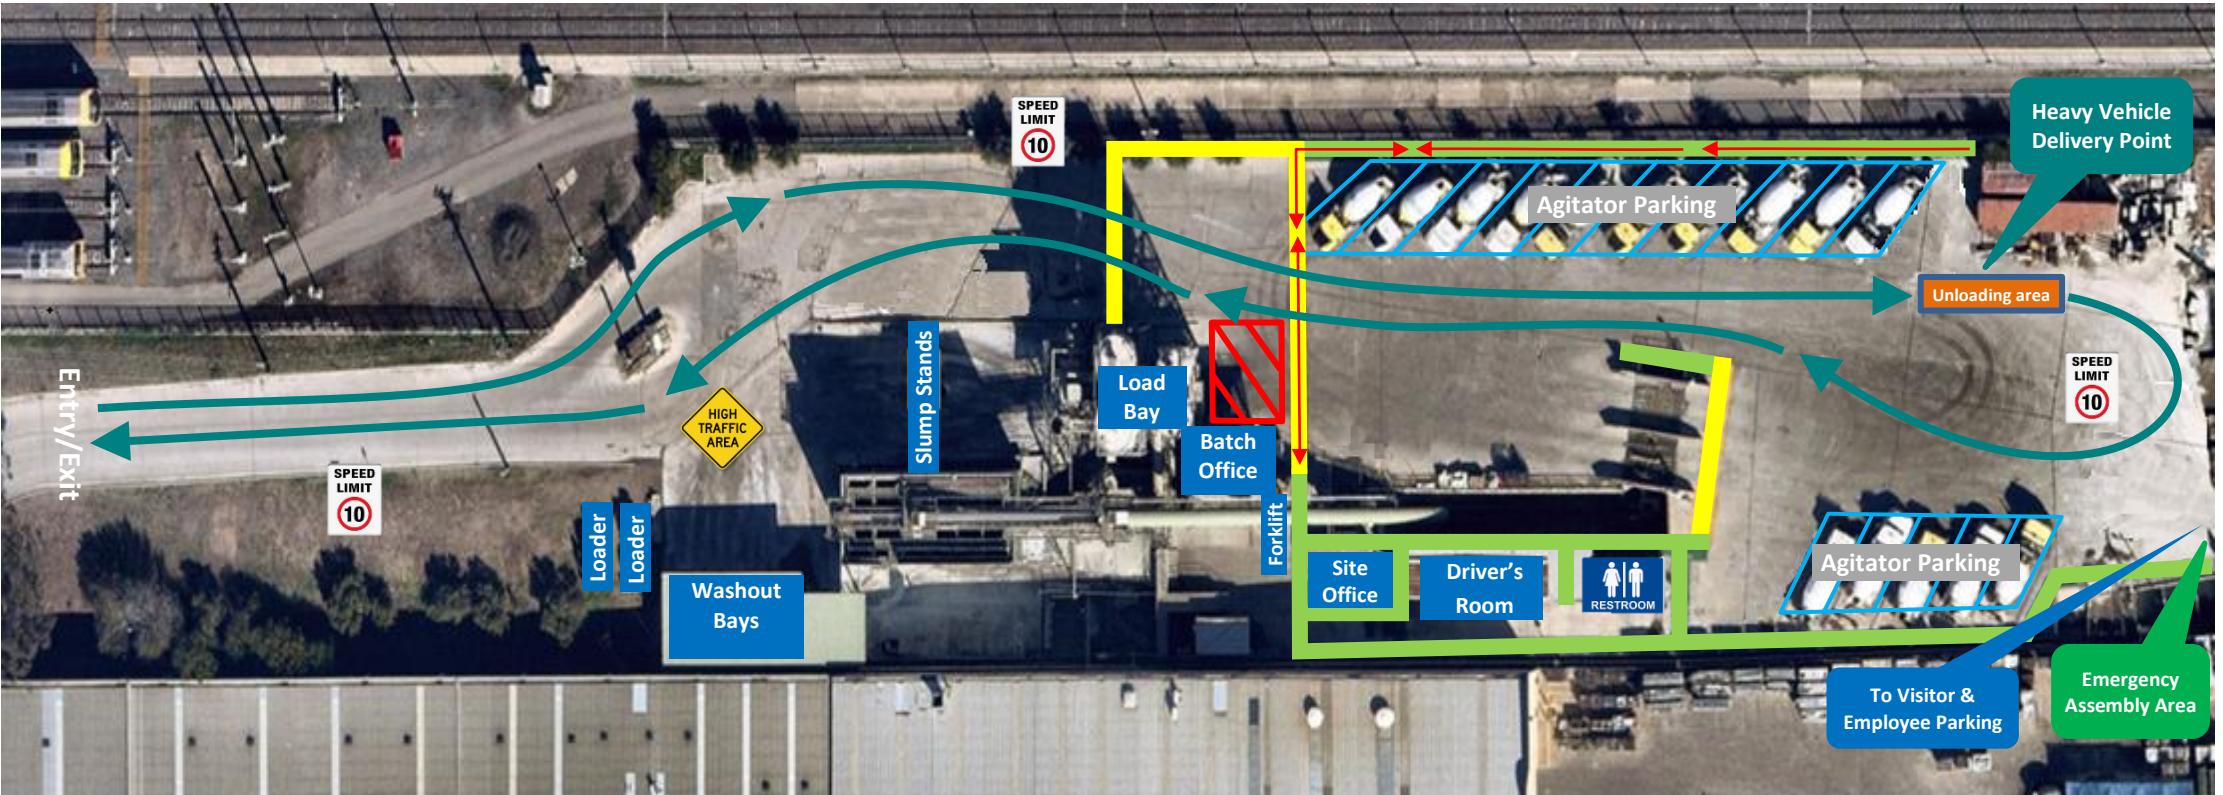 SPEED
LIMIT
10
Heavy Vehicle
Delivery Point
Agitator Parking
Unloading area
Entry/Exit
SPEED
LIMIT
10
HIGH
TRAFFIC
AREA
Slump Stands
Load
Bay
Batch
Office
SPEED
LIMIT
10
Loader
Loader
Washout
Bays
Forklift
Site
Office
Driver’s
Room
RESTROOM
Agitator Parking
To Visitor &
Employee Parking
Emergency
Assembly Area